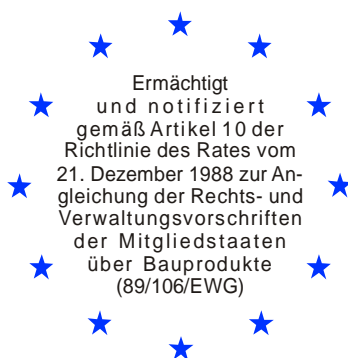 Ermächtigt
und notifiziert
gemäß Artikel 10 der
Richtlinie des Rates vom
21. Dezember 1988 zur An-
gleichung der Rechts- und
Verwaltungsvorschriften
der Mitgliedstaaten
über Bauprodukte
(89/106/EWG)